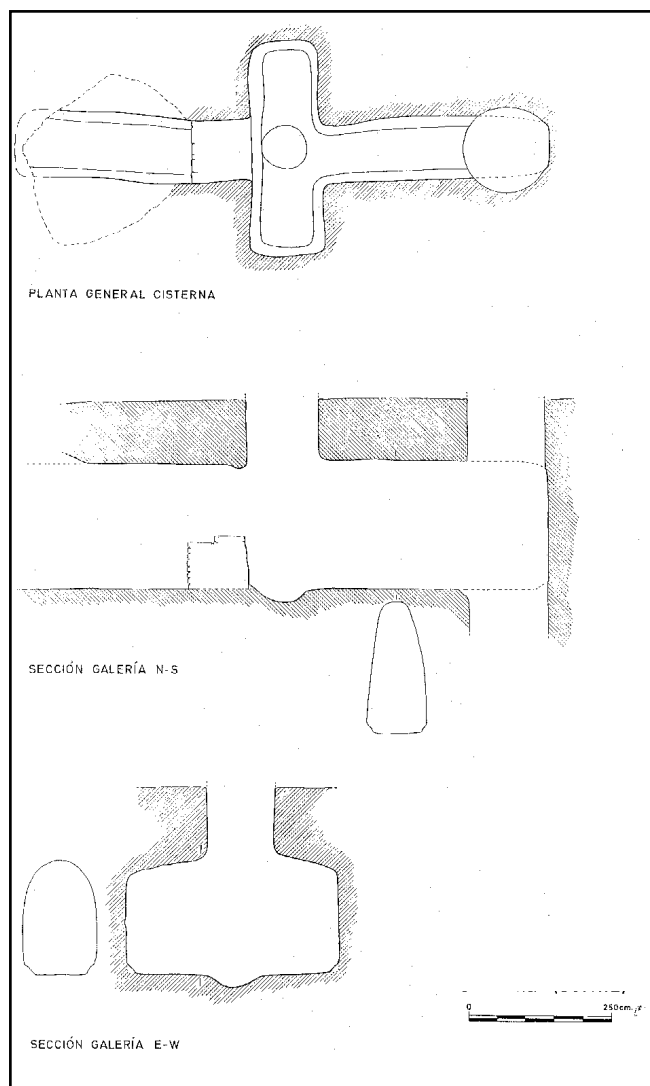 PLANTA GENERAL CISTERNA
SECCIÓN GALERÍA N-S
0 250cm.
SECCIÓN GALERÍA E-W